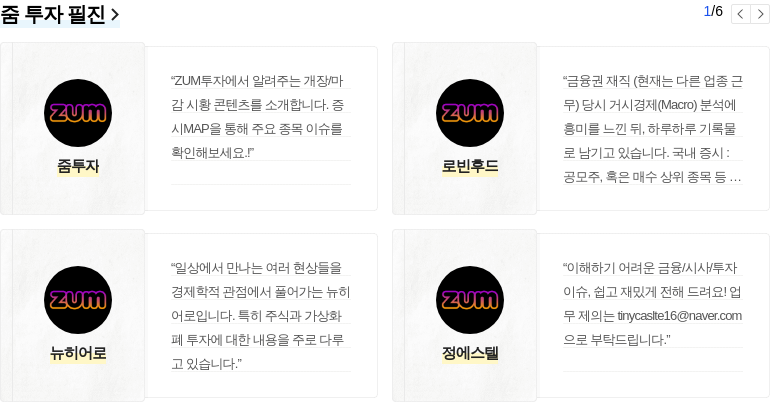 줌 투자 필진
1/6
zum
줌투자
“ZUM투자에서 알려주는 개장/마
감 시황 콘텐츠를 소개합니다. 증
시MAP을 통해 주요 종목 이슈를
확인해보세요.!”
zum
로빈후드
“금융권 재직 (현재는 다른 업종 근
무) 당시 거시경제(Macro) 분석에
흥미를 느낀 뒤, 하루하루 기록물
로 남기고 있습니다. 국내 증시 :
공모주, 혹은 매수 상위 종목 등 …
zum
뉴히어로
“일상에서 만나는 여러 현상들을
경제학적 관점에서 풀어가는 뉴히
어로입니다. 특히 주식과 가상화
폐 투자에 대한 내용을 주로 다루
고 있습니다.”
zum
정에스텔
“이해하기 어려운 금융/시사/투자
이슈, 쉽고 재밌게 전해 드려요! 업
무 제의는 tinycaslte16@naver.com
으로 부탁드립니다.”